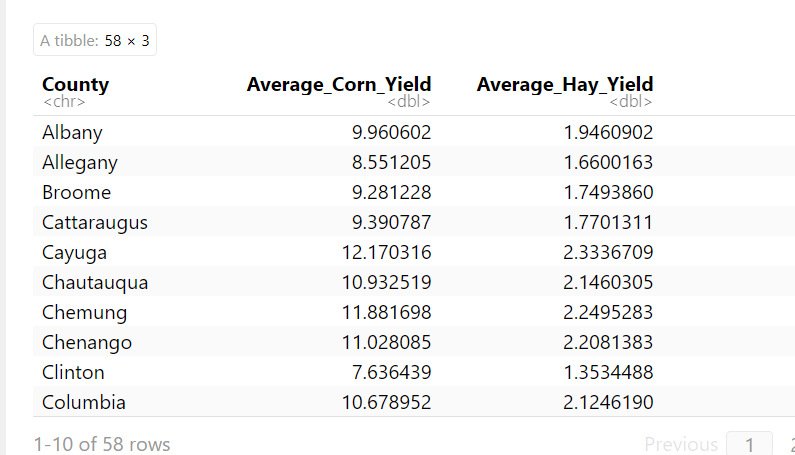 A tibble: 58 × 3
County Average_Corn_Yield Average_Hay_Yield
<chr> <dbl> <dbl>
Albany 9.960602 1.9460902
Allegany 8.551205 1.6600163
Broome 9.281228 1.7493860
Cattaraugus 9.390787 1.7701311
Cayuga 12.170316 2.3336709
Chautauqua 10.932519 2.1460305
Chemung 11.881698 2.2495283
Chenango 11.028085 2.2081383
Clinton 7.636439 1.3534488
Columbia 10.678952 2.1246190
1-10 of 58 rows Previous 1